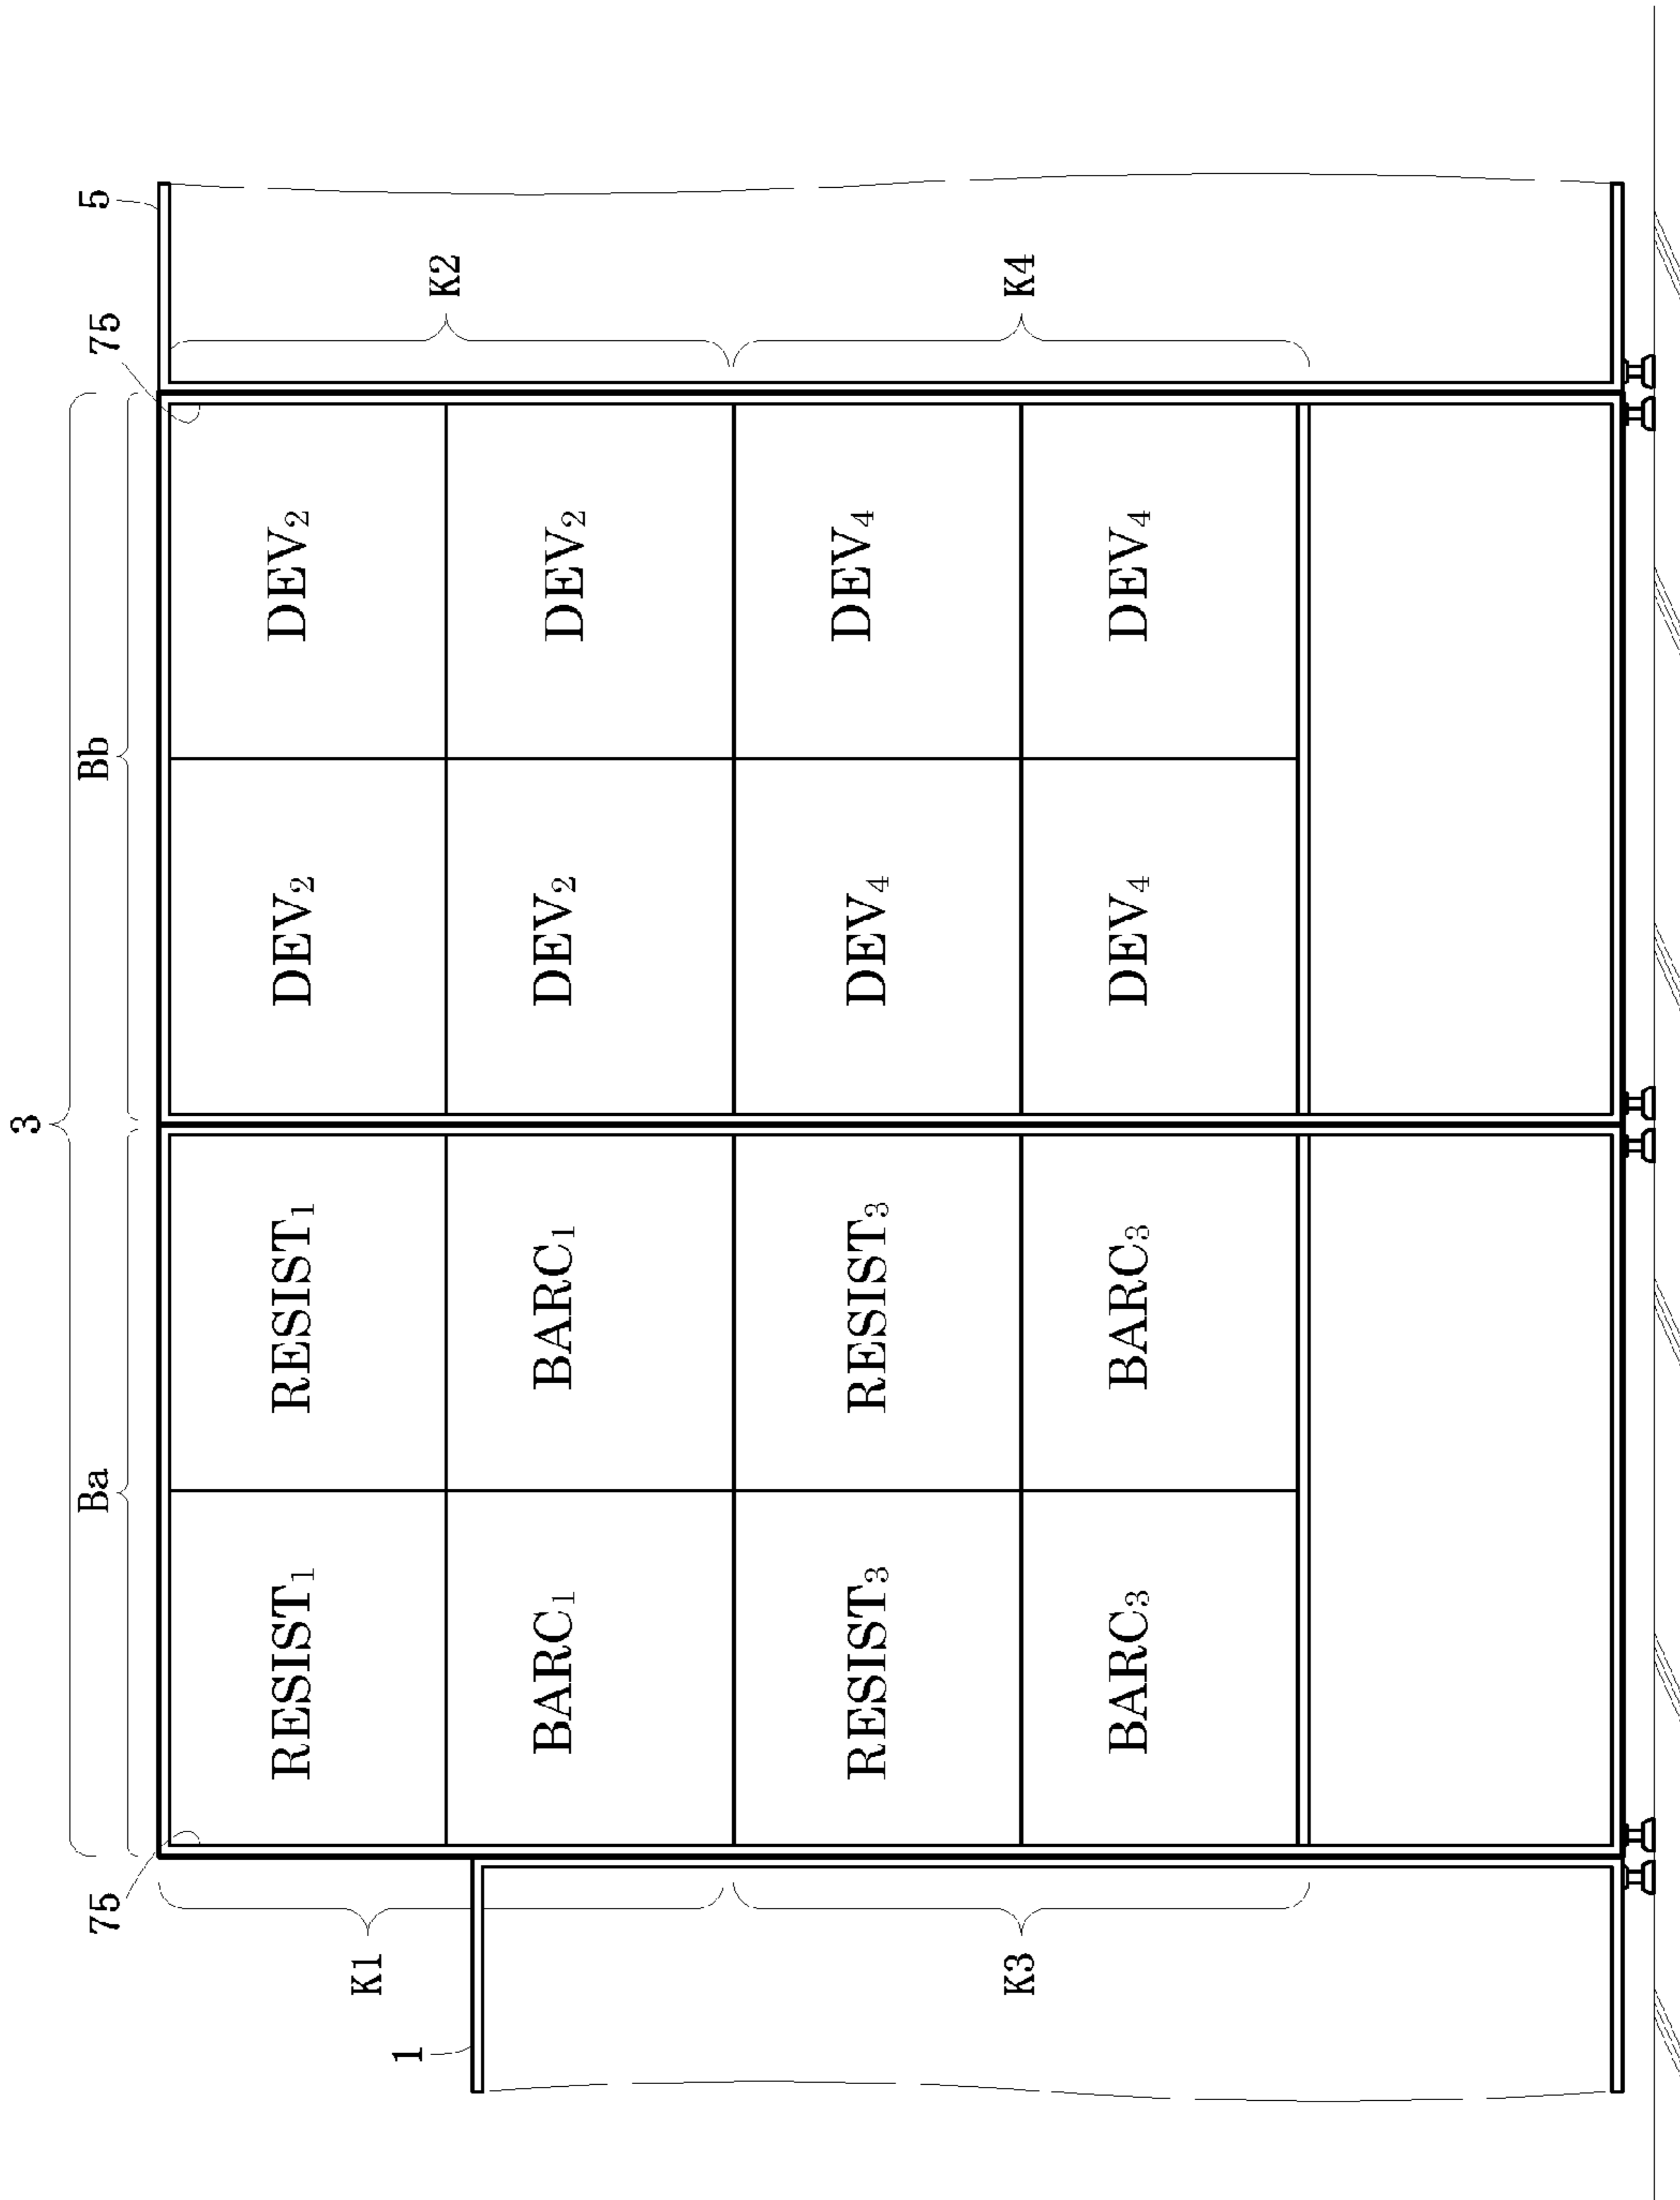 3
Ba Bb
75 75 5
RESIST₁ RESIST₁ DEV₂ DEV₂
K1 K2
1
BARC₁ BARC₁ DEV₂ DEV₂
RESIST₃ RESIST₃ DEV₄ DEV₄
K3 K4
BARC₃ BARC₃ DEV₄ DEV₄